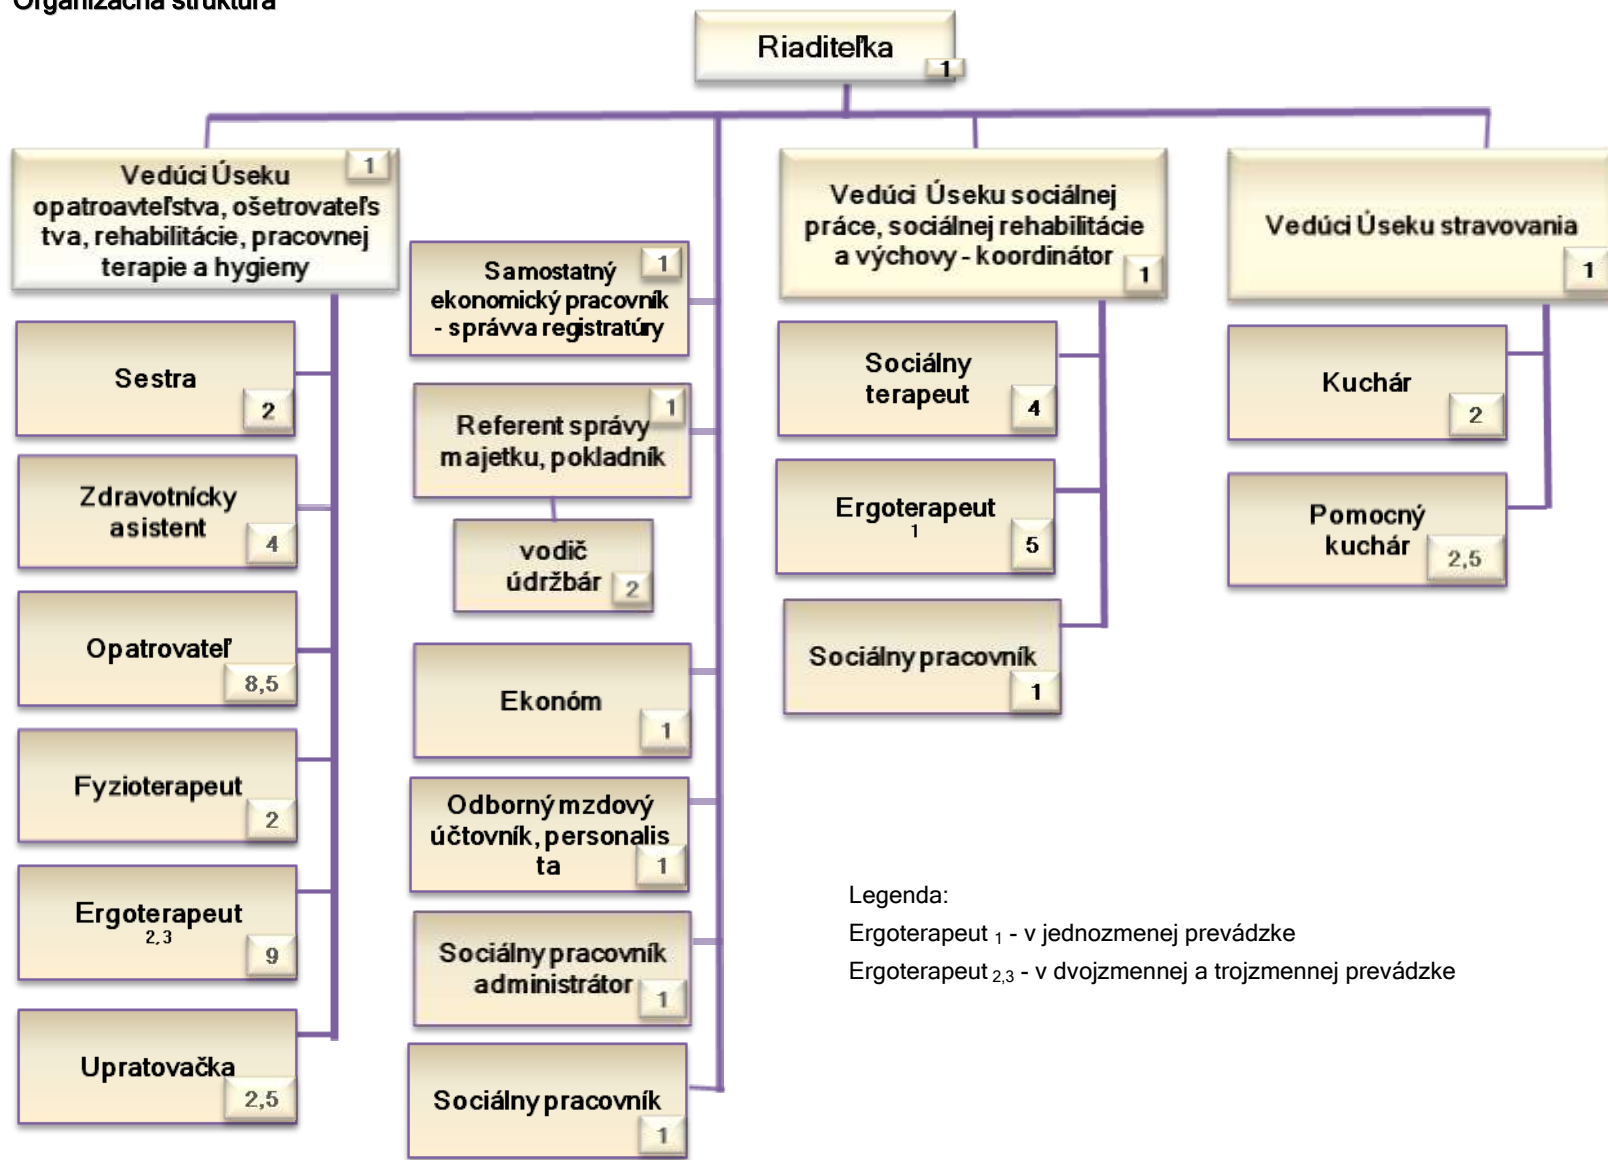 Organizačná štruktúra
Riaditeľka
1
Vedúci Úseku
opatroavteľstva, ošetrovateľs
tva, rehabilitácie, pracovnej
terapie a hygieny
1
Sestra
2
Zdravotnícky
asistent
4
Opatrovateľ
8,5
Fyzioterapeut
2
Ergoterapeut
2, 3
9
Upratovačka
2,5
Samostatný
ekonomický pracovník
- správva registratúry
1
Referent správy
majetku, pokladník
1
vodič
údržbár
2
Ekonóm
1
Odborný mzdový
účtovník, personalis
ta
1
Sociálny pracovník
administrátor
1
Sociálny pracovník
1
Vedúci Úseku sociálnej
práce, sociálnej rehabilitácie
a výchovy - koordinátor
1
Sociálny
terapeut
4
Ergoterapeut
1
5
Sociálny pracovník
1
Vedúci Úseku stravovania
1
Kuchár
2
Pomocný
kuchár
2,5
Legenda:
Ergoterapeut 1 - v jednozmenej prevádzke
Ergoterapeut 2,3 - v dvojzmennej a trojzmennej prevádzke